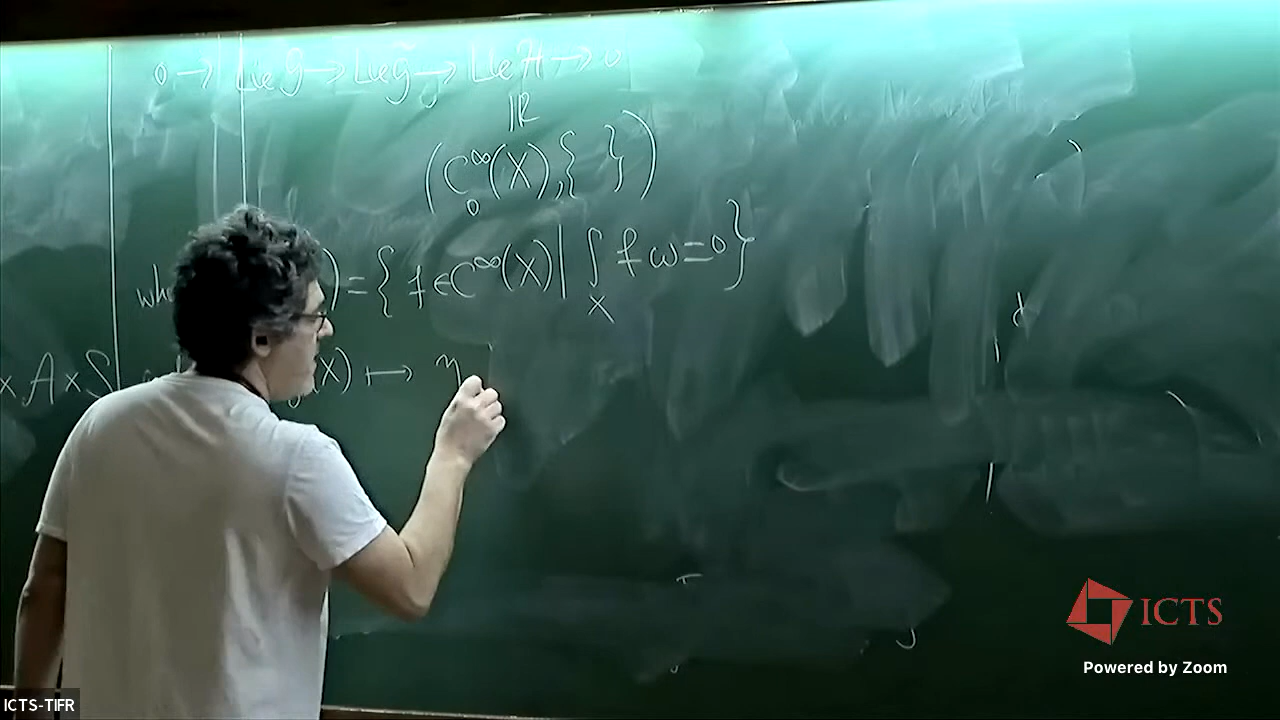 0 → Lie G → Lie G̃ → Lie H → 0
≅
(C₀^∞(X), { })
) = { f ∈ C^∞(X) | ∫_X f ω = 0 }
× A × S
(X) ↦ η
ICTS
Powered by Zoom
ICTS-TIFR